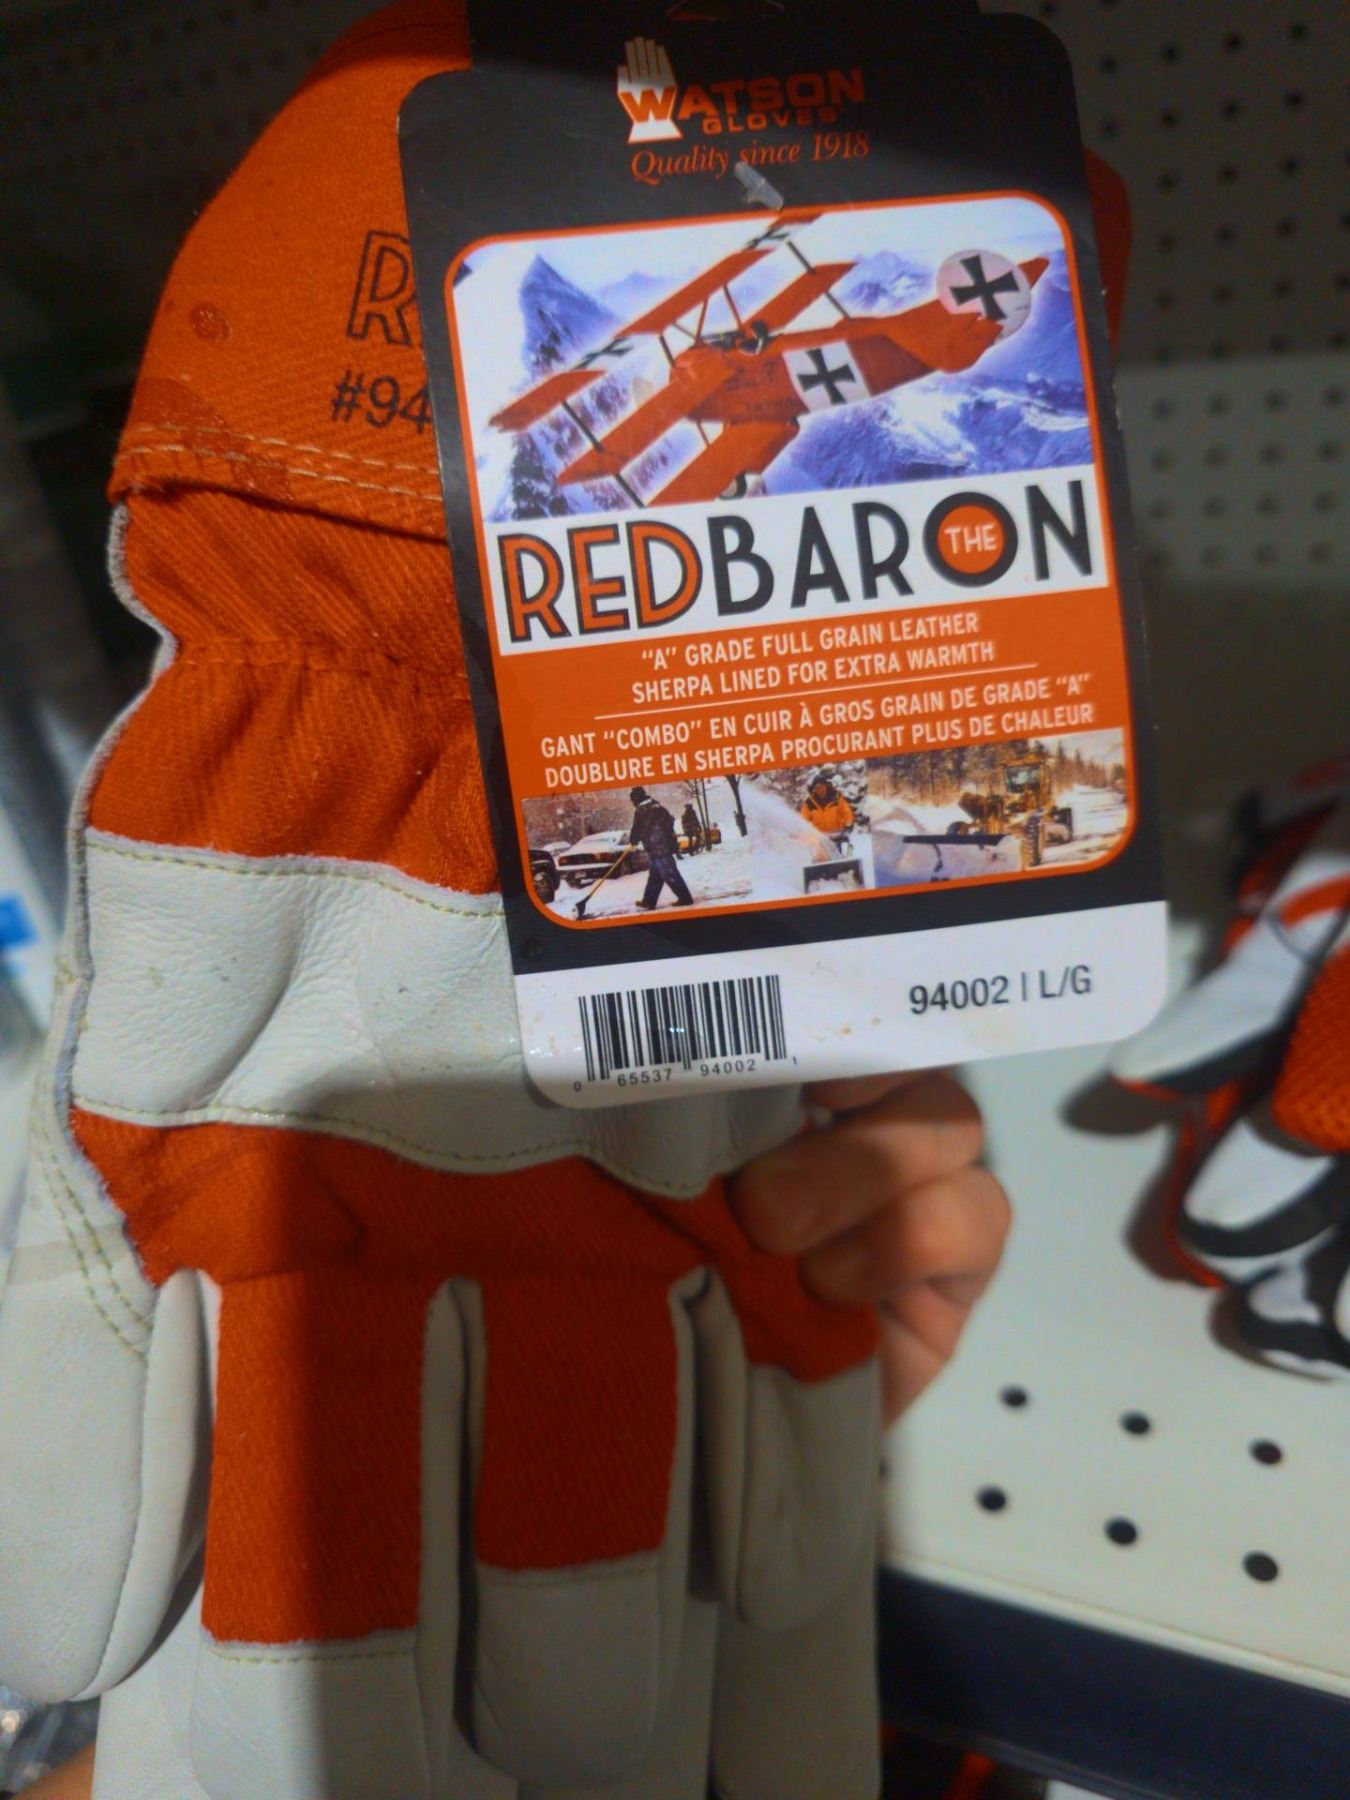 WATSON
GLOVES
Quality since 1918
R
#94
REDBARON
THE
"A" GRADE FULL GRAIN LEATHER
SHERPA LINED FOR EXTRA WARMTH
GANT "COMBO" EN CUIR À GROS GRAIN DE GRADE "A"
DOUBLURE EN SHERPA PROCURANT PLUS DE CHALEUR
94002 | L/G
0 65537 94002 1